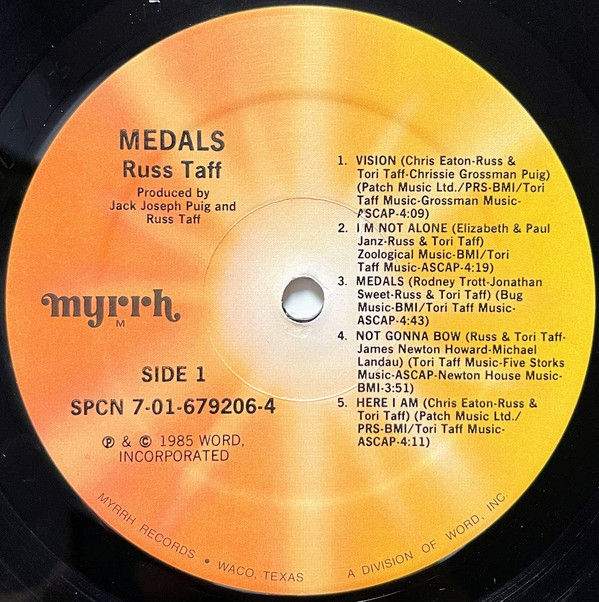 MEDALS
Russ Taff
Produced by
Jack Joseph Puig and
Russ Taff
myrrh
M
SIDE 1
SPCN 7-01-679206-4
Ⓟ & © 1985 WORD,
INCORPORATED
1. VISION (Chris Eaton-Russ &
Tori Taff-Chrissie Grossman Puig)
(Patch Music Ltd./PRS-BMI/Tori
Taff Music-Grossman Music-
ASCAP-4:09)
2. I'M NOT ALONE (Elizabeth & Paul
Janz-Russ & Tori Taff)
Zoological Music-BMI/Tori
Taff Music-ASCAP-4:19)
3. MEDALS (Rodney Trott-Jonathan
Sweet-Russ & Tori Taff) (Bug
Music-BMI/Tori Taff Music-
ASCAP-4:43)
4. NOT GONNA BOW (Russ & Tori Taff-
James Newton Howard-Michael
Landau) (Tori Taff Music-Five Storks
Music-ASCAP-Newton House Music-
BMI-3:51)
5. HERE I AM (Chris Eaton-Russ &
Tori Taff) (Patch Music Ltd./
PRS-BMI/Tori Taff Music-
ASCAP-4:11)
MYRRH RECORDS • WACO, TEXAS A DIVISION OF WORD, INC.